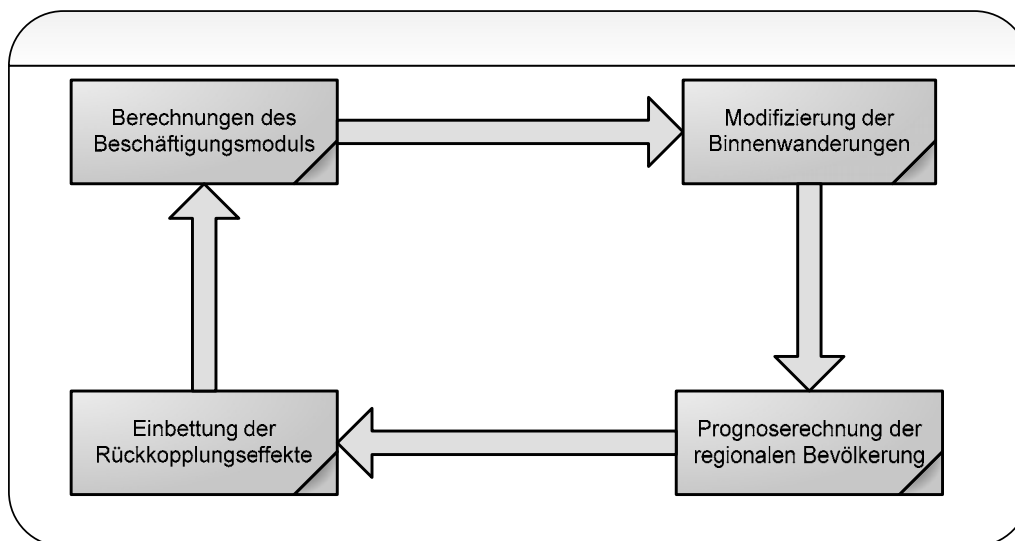 Berechnungen des
Beschäftigungsmoduls
Modifizierung der
Binnenwanderungen
Einbettung der
Rückkopplungseffekte
Prognoserechnung der
regionalen Bevölkerung